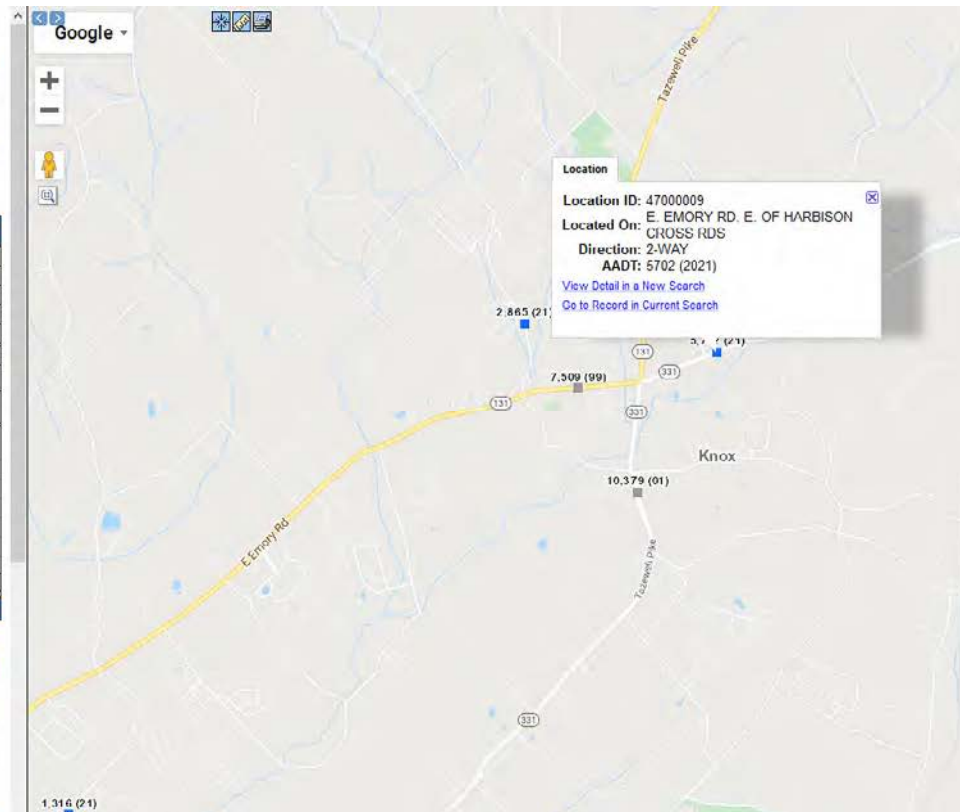 Google
Tazewell Pike
Location
Location ID: 47000009
Located On: E. EMORY RD. E. OF HARBISON
CROSS RDS
Direction: 2-WAY
AADT: 5702 (2021)
View Detail in a New Search
Go to Record in Current Search
2,865 (21)
(21)
131
331
7,509 (99)
131
331
Knox
10,379 (01)
E Emory Rd
Tazewell Pike
331
1,316 (21)